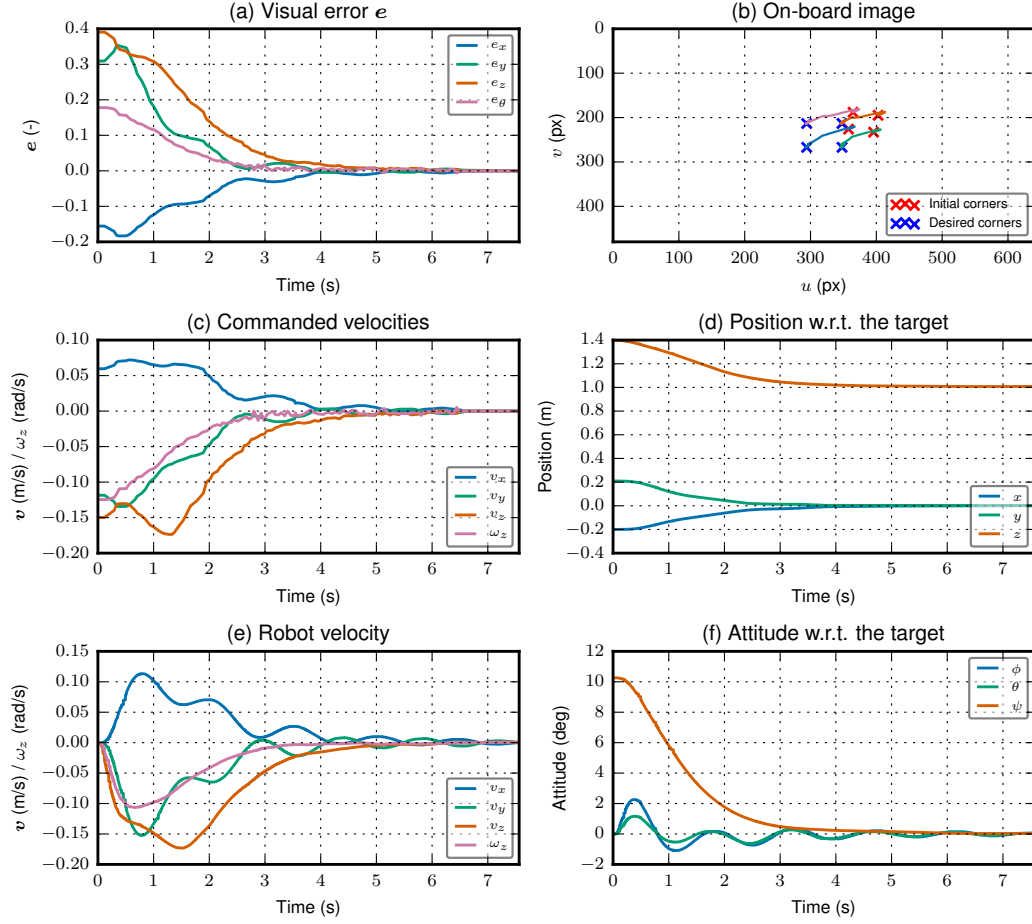 (a) Visual error e
e (-)
0.4
0.3
0.2
0.1
0.0
−0.1
−0.2
e_x
e_y
e_z
e_θ
0 1 2 3 4 5 6 7
Time (s)
(b) On-board image
v (px)
0
100
200
300
400
Initial corners
Desired corners
0 100 200 300 400 500 600
u (px)
(c) Commanded velocities
v (m/s) / ω_z (rad/s)
0.10
0.05
0.00
−0.05
−0.10
−0.15
−0.20
v_x
v_y
v_z
ω_z
0 1 2 3 4 5 6 7
Time (s)
(d) Position w.r.t. the target
Position (m)
1.4
1.2
1.0
0.8
0.6
0.4
0.2
0.0
−0.2
−0.4
x
y
z
0 1 2 3 4 5 6 7
Time (s)
(e) Robot velocity
v (m/s) / ω_z (rad/s)
0.15
0.10
0.05
0.00
−0.05
−0.10
−0.15
−0.20
v_x
v_y
v_z
ω_z
0 1 2 3 4 5 6 7
Time (s)
(f) Attitude w.r.t. the target
Attitude (deg)
12
10
8
6
4
2
0
−2
ϕ
θ
ψ
0 1 2 3 4 5 6 7
Time (s)